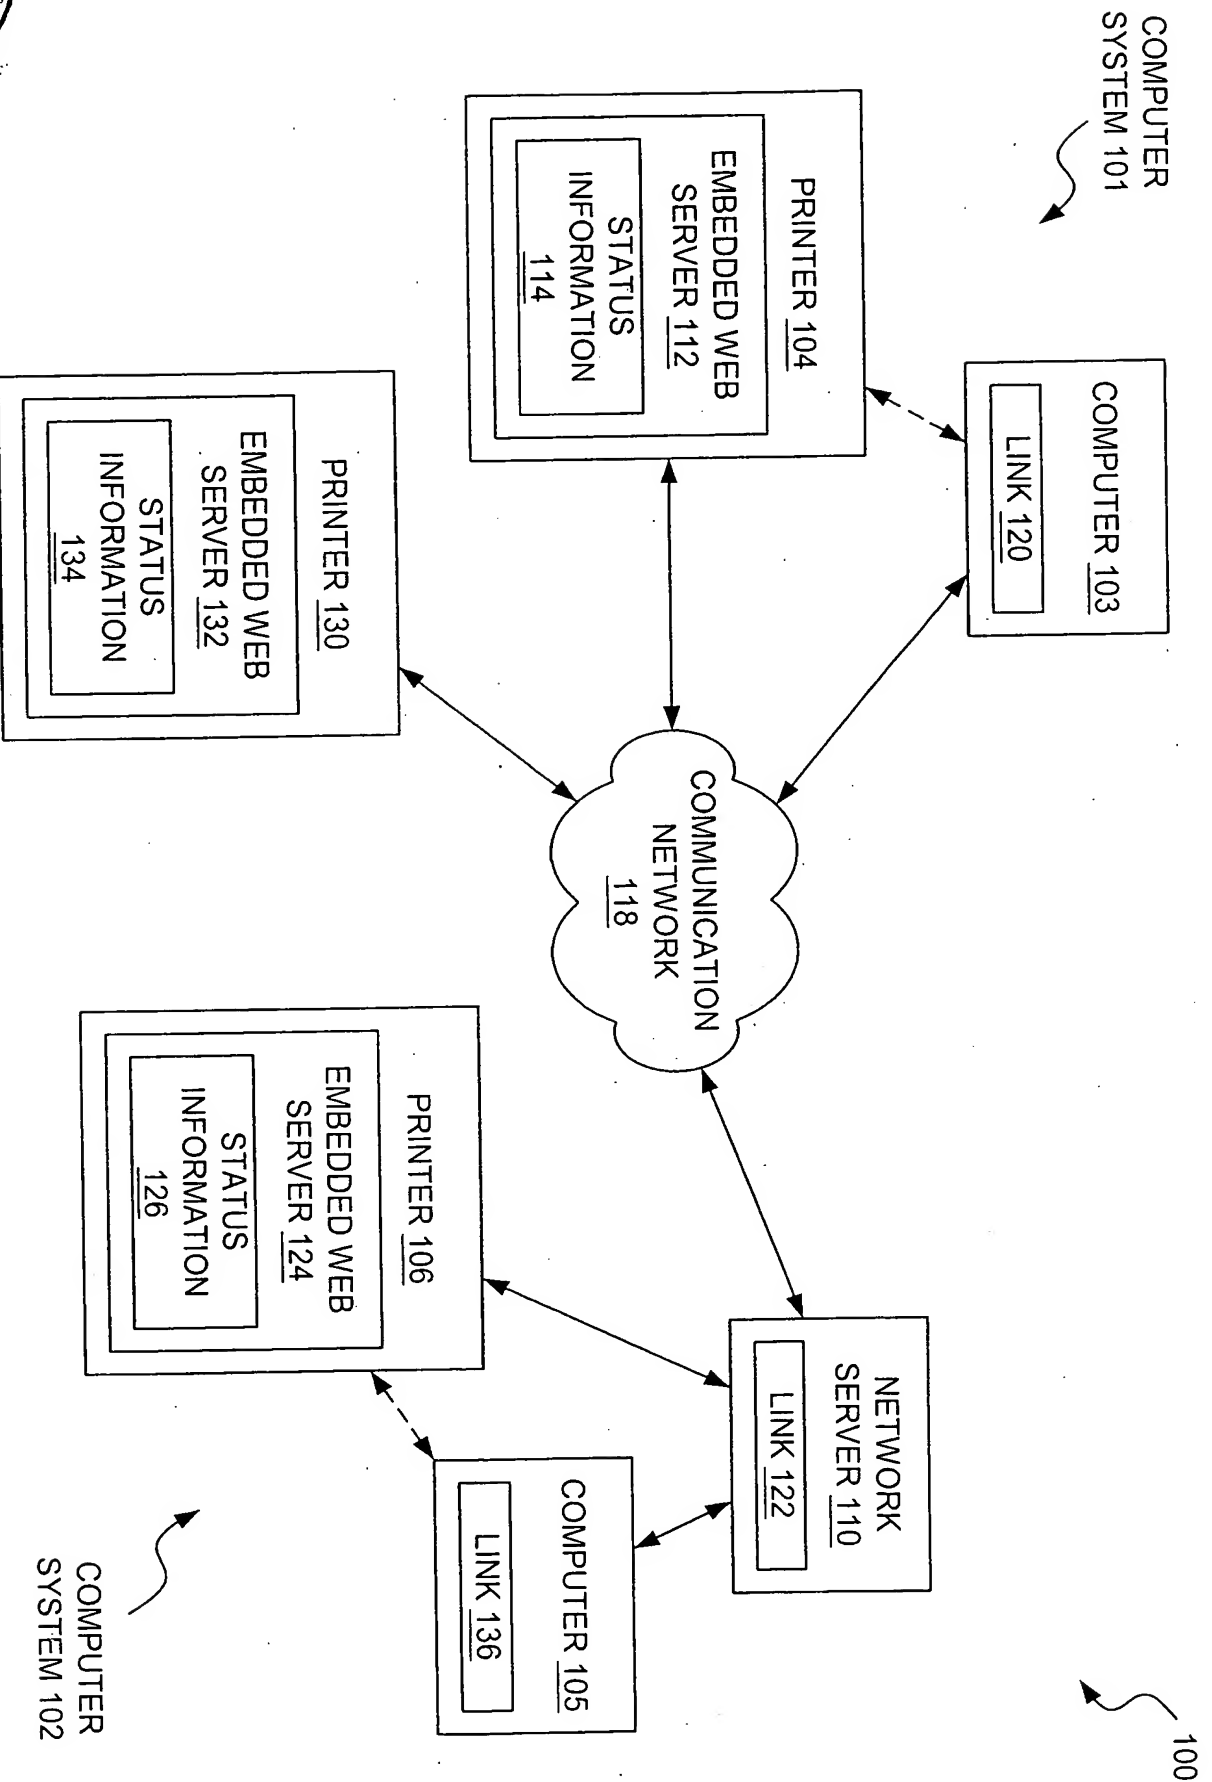 100
COMPUTER
SYSTEM 101
COMPUTER 103
LINK 120
PRINTER 104
EMBEDDED WEB
SERVER 112
STATUS
INFORMATION
114
PRINTER 130
EMBEDDED WEB
SERVER 132
STATUS
INFORMATION
134
COMMUNICATION
NETWORK
118
NETWORK
SERVER 110
LINK 122
PRINTER 106
EMBEDDED WEB
SERVER 124
STATUS
INFORMATION
126
COMPUTER 105
LINK 136
COMPUTER
SYSTEM 102